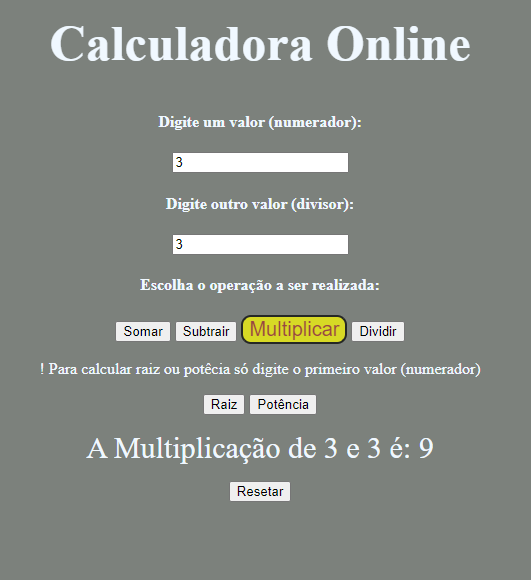 Calculadora Online
Digite um valor (numerador):
3
Digite outro valor (divisor):
3
Escolha o operação a ser realizada:
Somar Subtrair Multiplicar Dividir
! Para calcular raiz ou potêcia só digite o primeiro valor (numerador)
Raiz Potência
A Multiplicação de 3 e 3 é: 9
Resetar